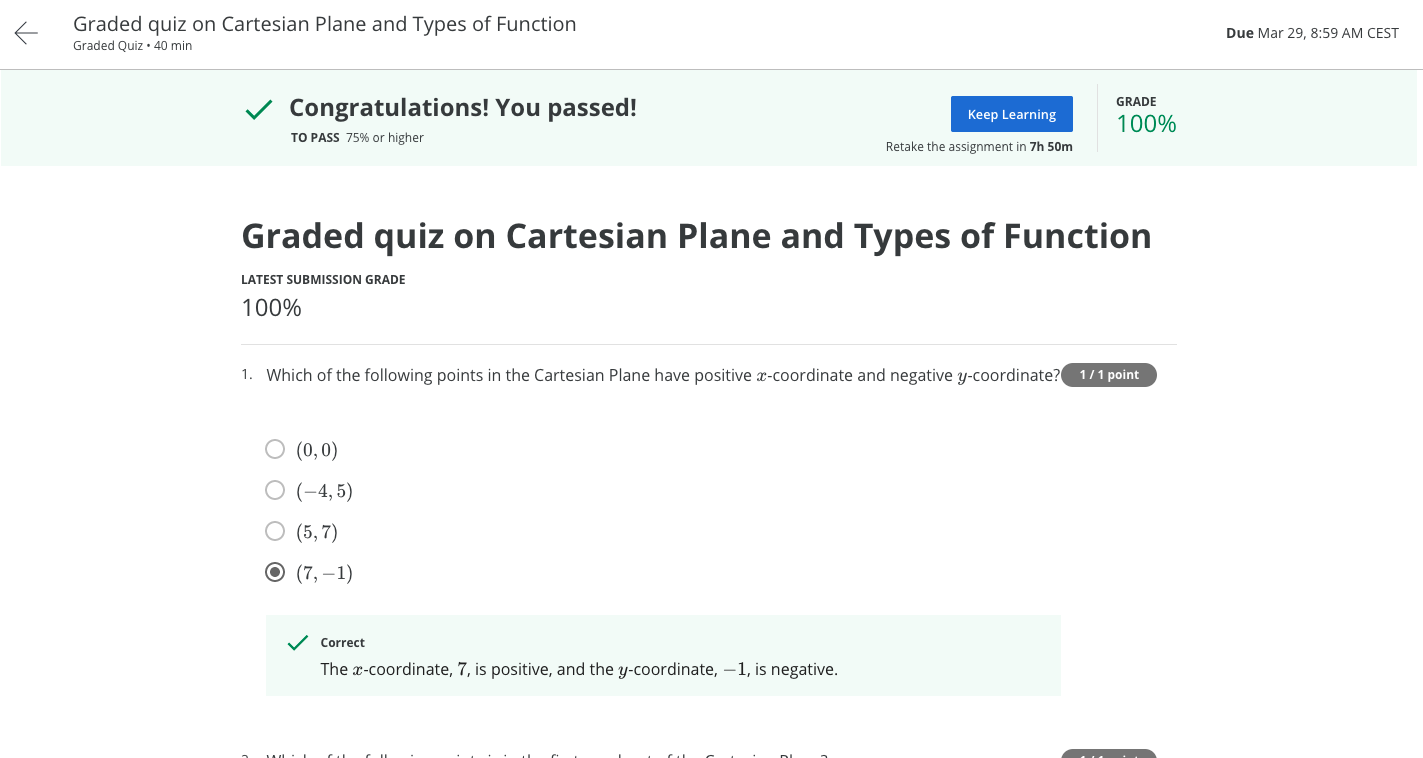 Graded quiz on Cartesian Plane and Types of Function
Graded Quiz • 40 min
Due Mar 29, 8:59 AM CEST
Congratulations! You passed!
TO PASS 75% or higher
Keep Learning
Retake the assignment in 7h 50m
GRADE
100%
Graded quiz on Cartesian Plane and Types of Function
LATEST SUBMISSION GRADE
100%
1. Which of the following points in the Cartesian Plane have positive x-coordinate and negative y-coordinate?
1 / 1 point
(0, 0)
(−4, 5)
(5, 7)
(7, −1)
Correct
The x-coordinate, 7, is positive, and the y-coordinate, −1, is negative.